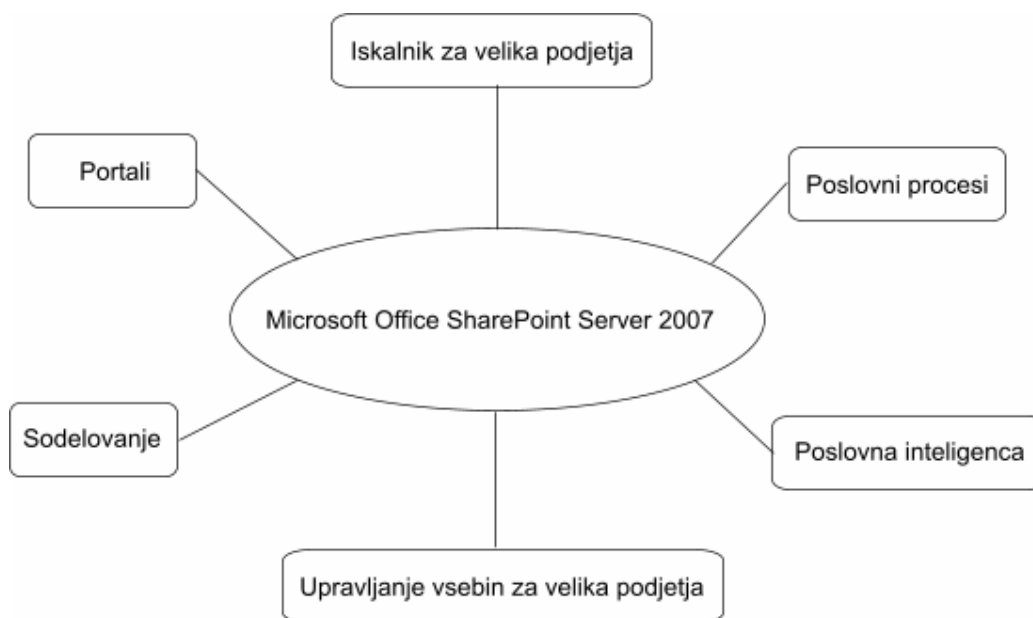 Iskalnik za velika podjetja
Portali
Poslovni procesi
Microsoft Office SharePoint Server 2007
Sodelovanje
Poslovna inteligenca
Upravljanje vsebin za velika podjetja